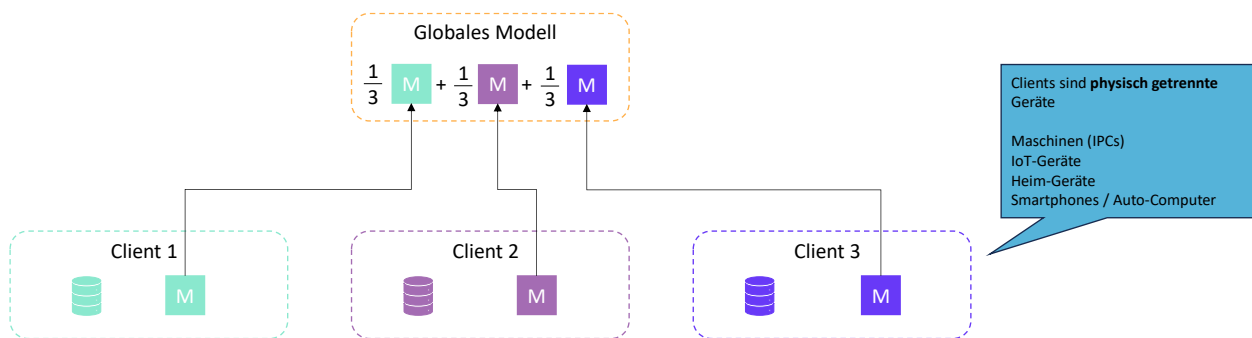 Globales Modell
1/3 M + 1/3 M + 1/3 M
Clients sind physisch getrennte
Geräte
Maschinen (IPCs)
IoT-Geräte
Heim-Geräte
Smartphones / Auto-Computer
Client 1
M
Client 2
M
Client 3
M